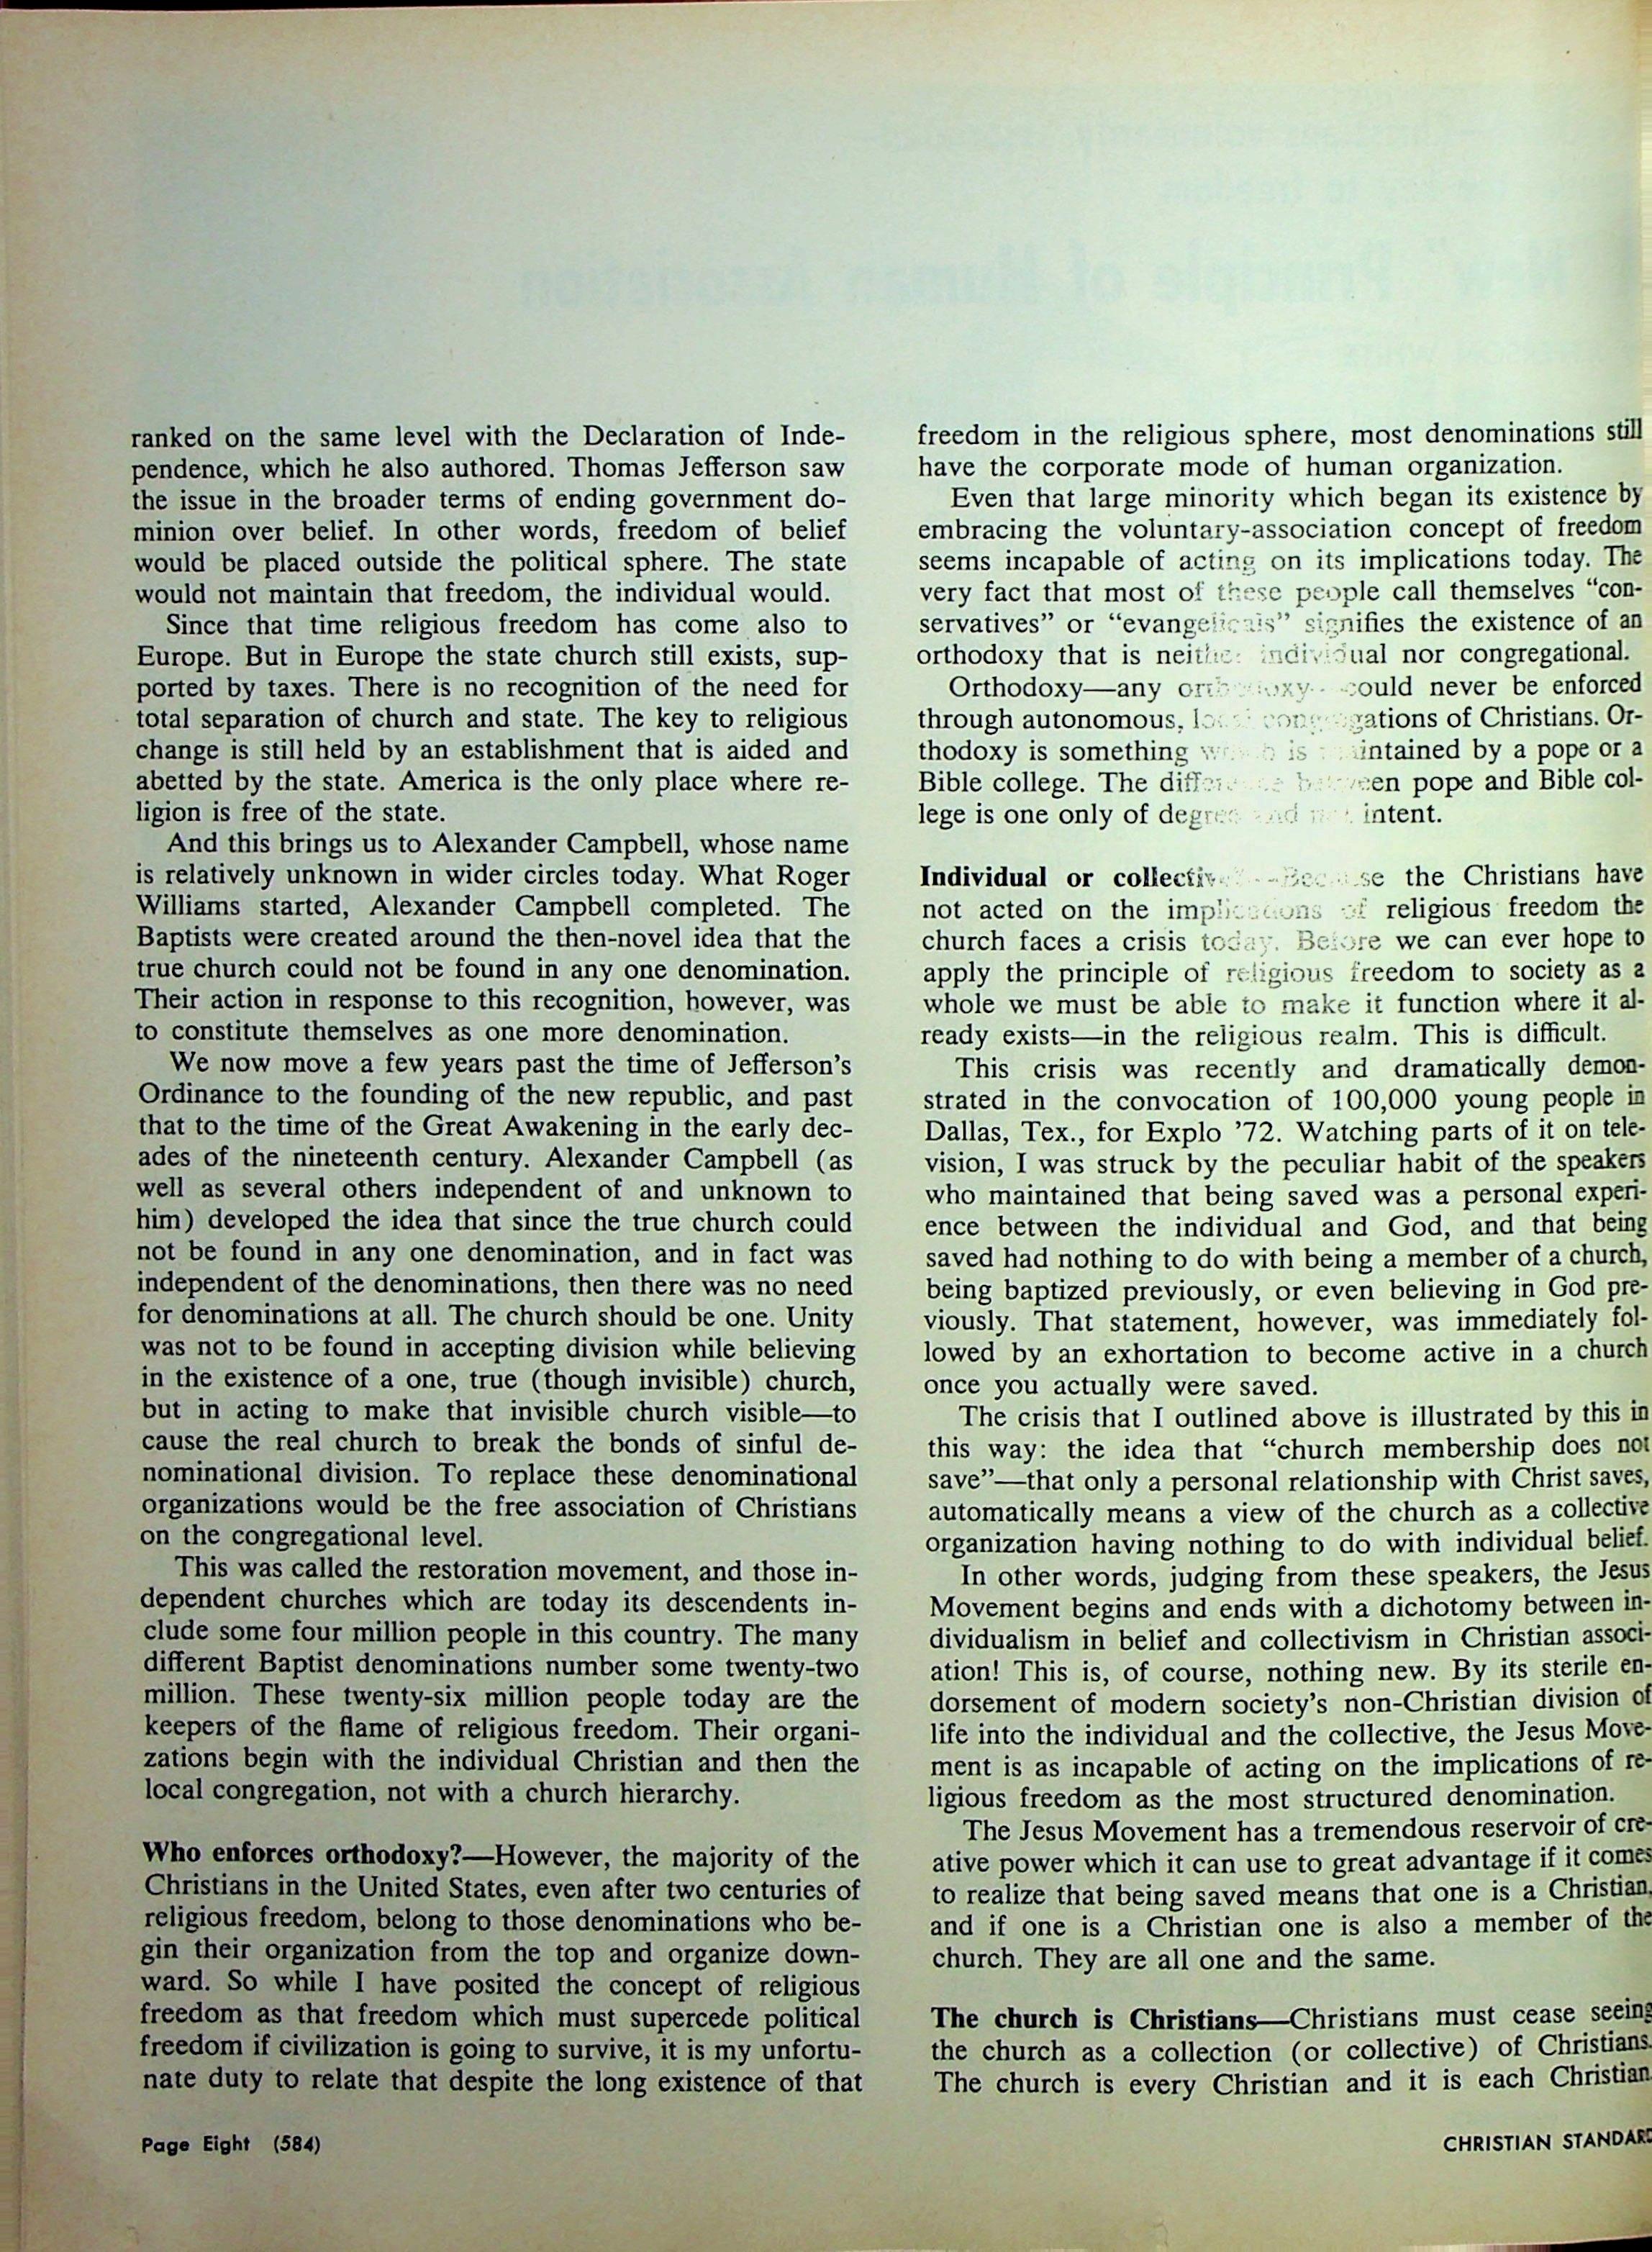 ranked on the same level with the Declaration of Inde-
pendence, which he also authored. Thomas Jefferson saw
the issue in the broader terms of ending government do-
minion over belief. In other words, freedom of belief
would be placed outside the political sphere. The state
would not maintain that freedom, the individual would.
Since that time religious freedom has come also to
Europe. But in Europe the state church still exists, sup-
ported by taxes. There is no recognition of the need for
total separation of church and state. The key to religious
change is still held by an establishment that is aided and
abetted by the state. America is the only place where re-
ligion is free of the state.
And this brings us to Alexander Campbell, whose name
is relatively unknown in wider circles today. What Roger
Williams started, Alexander Campbell completed. The
Baptists were created around the then-novel idea that the
true church could not be found in any one denomination.
Their action in response to this recognition, however, was
to constitute themselves as one more denomination.
We now move a few years past the time of Jefferson's
Ordinance to the founding of the new republic, and past
that to the time of the Great Awakening in the early dec-
ades of the nineteenth century. Alexander Campbell (as
well as several others independent of and unknown to
him) developed the idea that since the true church could
not be found in any one denomination, and in fact was
independent of the denominations, then there was no need
for denominations at all. The church should be one. Unity
was not to be found in accepting division while believing
in the existence of a one, true (though invisible) church,
but in acting to make that invisible church visible—to
cause the real church to break the bonds of sinful de-
nominational division. To replace these denominational
organizations would be the free association of Christians
on the congregational level.
This was called the restoration movement, and those in-
dependent churches which are today its descendents in-
clude some four million people in this country. The many
different Baptist denominations number some twenty-two
million. These twenty-six million people today are the
keepers of the flame of religious freedom. Their organi-
zations begin with the individual Christian and then the
local congregation, not with a church hierarchy.
Who enforces orthodoxy?—However, the majority of the
Christians in the United States, even after two centuries of
religious freedom, belong to those denominations who be-
gin their organization from the top and organize down-
ward. So while I have posited the concept of religious
freedom as that freedom which must supercede political
freedom if civilization is going to survive, it is my unfortu-
nate duty to relate that despite the long existence of that
freedom in the religious sphere, most denominations still
have the corporate mode of human organization.
Even that large minority which began its existence by
embracing the voluntary-association concept of freedom
seems incapable of acting on its implications today. The
very fact that most of these people call themselves "con-
servatives" or "evangelicals" signifies the existence of an
orthodoxy that is neither individual nor congregational.
Orthodoxy—any orthodoxy—could never be enforced
through autonomous, local congregations of Christians. Or-
thodoxy is something which is maintained by a pope or a
Bible college. The difference between pope and Bible col-
lege is one only of degree and not intent.
Individual or collective?—Because the Christians have
not acted on the implications of religious freedom the
church faces a crisis today. Before we can ever hope to
apply the principle of religious freedom to society as a
whole we must be able to make it function where it al-
ready exists—in the religious realm. This is difficult.
This crisis was recently and dramatically demon-
strated in the convocation of 100,000 young people in
Dallas, Tex., for Explo '72. Watching parts of it on tele-
vision, I was struck by the peculiar habit of the speakers
who maintained that being saved was a personal experi-
ence between the individual and God, and that being
saved had nothing to do with being a member of a church,
being baptized previously, or even believing in God pre-
viously. That statement, however, was immediately fol-
lowed by an exhortation to become active in a church
once you actually were saved.
The crisis that I outlined above is illustrated by this in
this way: the idea that "church membership does not
save"—that only a personal relationship with Christ saves,
automatically means a view of the church as a collective
organization having nothing to do with individual belief.
In other words, judging from these speakers, the Jesus
Movement begins and ends with a dichotomy between in-
dividualism in belief and collectivism in Christian associ-
ation! This is, of course, nothing new. By its sterile en-
dorsement of modern society's non-Christian division of
life into the individual and the collective, the Jesus Move-
ment is as incapable of acting on the implications of re-
ligious freedom as the most structured denomination.
The Jesus Movement has a tremendous reservoir of cre-
ative power which it can use to great advantage if it comes
to realize that being saved means that one is a Christian,
and if one is a Christian one is also a member of the
church. They are all one and the same.
The church is Christians—Christians must cease seeing
the church as a collection (or collective) of Christians.
The church is every Christian and it is each Christian.
Page Eight (584)
CHRISTIAN STANDARD